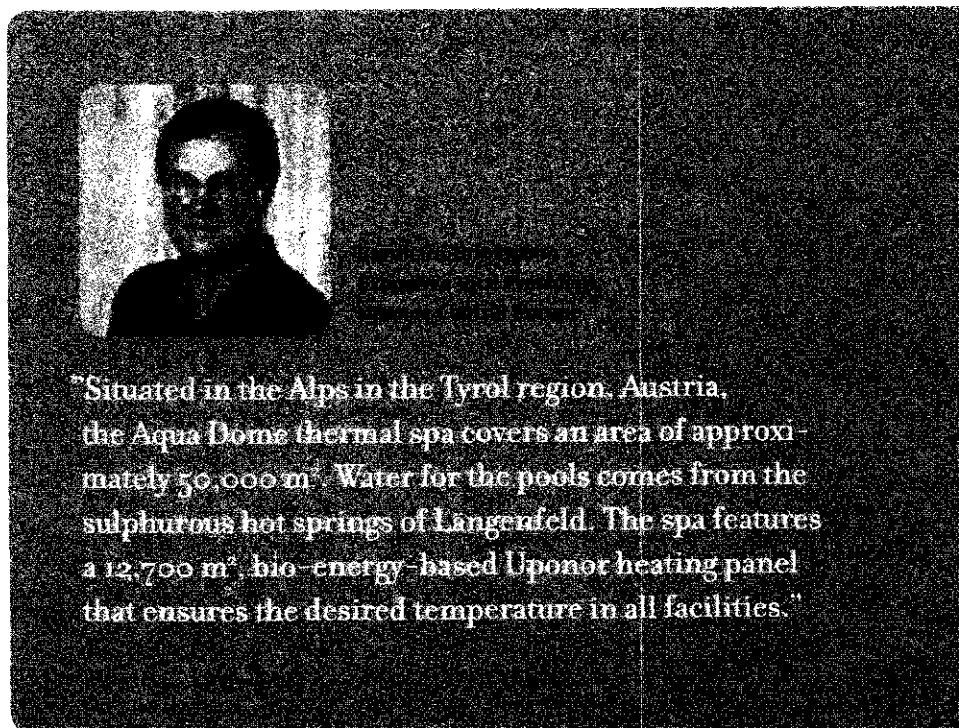 "Situated in the Alps in the Tyrol region, Austria,
the Aqua Dome thermal spa covers an area of approxi-
mately 50,000 m². Water for the pools comes from the
sulphurous hot springs of Langenfeld. The spa features
a 12,700 m², bio-energy-based Uponor heating panel
that ensures the desired temperature in all facilities."